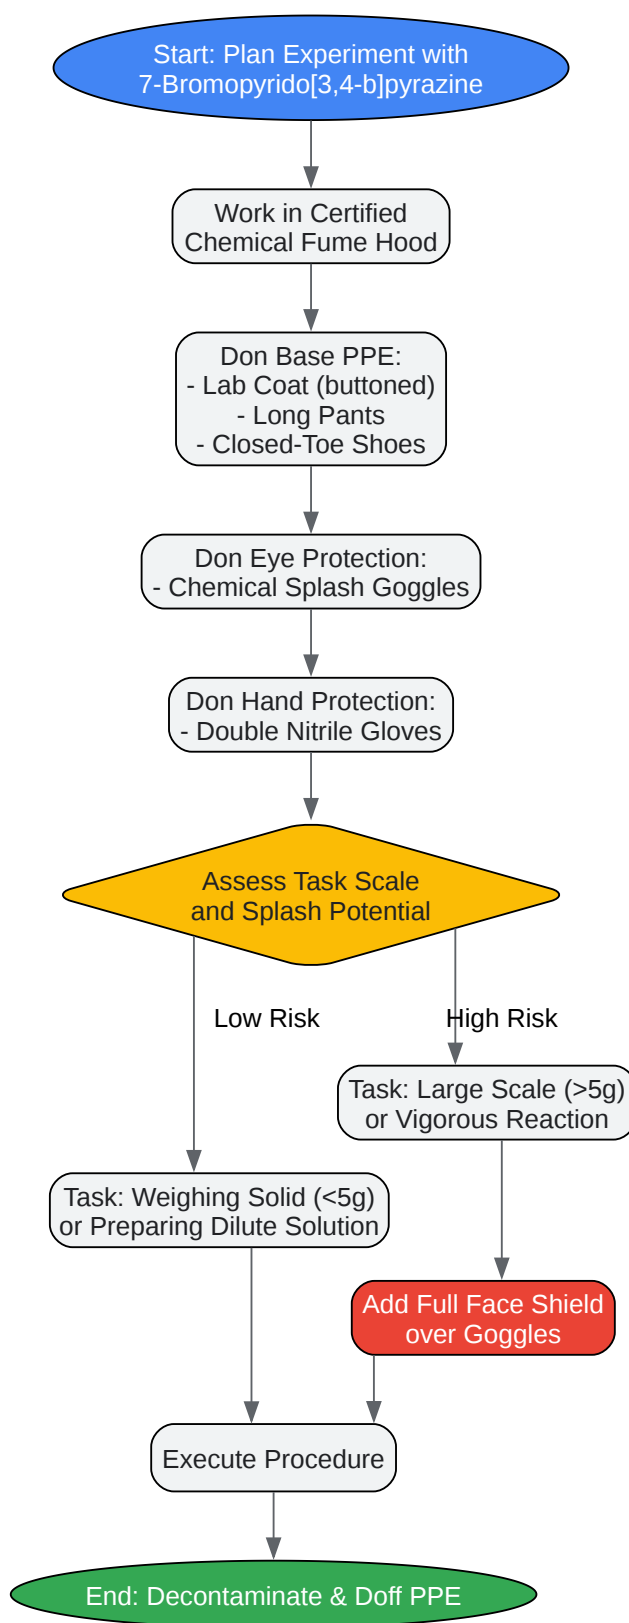 Start: Plan Experiment with
7-Bromopyrido[3,4-b]pyrazine
Work in Certified
Chemical Fume Hood
Don Base PPE:
- Lab Coat (buttoned)
- Long Pants
- Closed-Toe Shoes
Don Eye Protection:
- Chemical Splash Goggles
Don Hand Protection:
- Double Nitrile Gloves
Assess Task Scale
and Splash Potential
Low Risk
High Risk
Task: Large Scale (>5g)
or Vigorous Reaction
Task: Weighing Solid (<5g)
or Preparing Dilute Solution
Add Full Face Shield
over Goggles
Execute Procedure
End: Decontaminate & Doff PPE